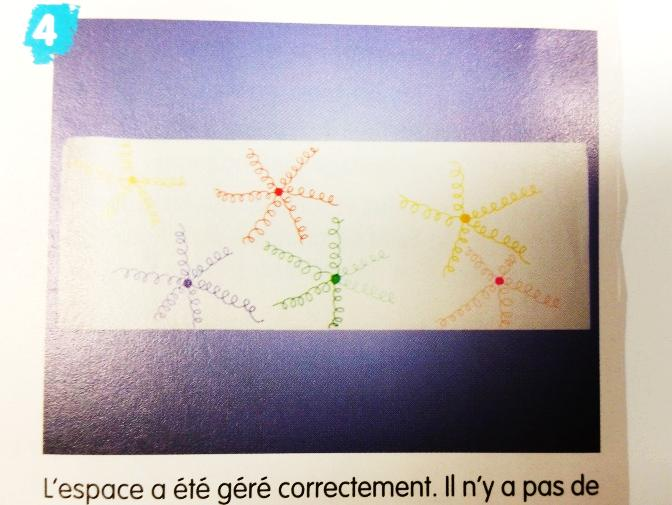 4
L'espace a été géré correctement. Il n'y a pas de